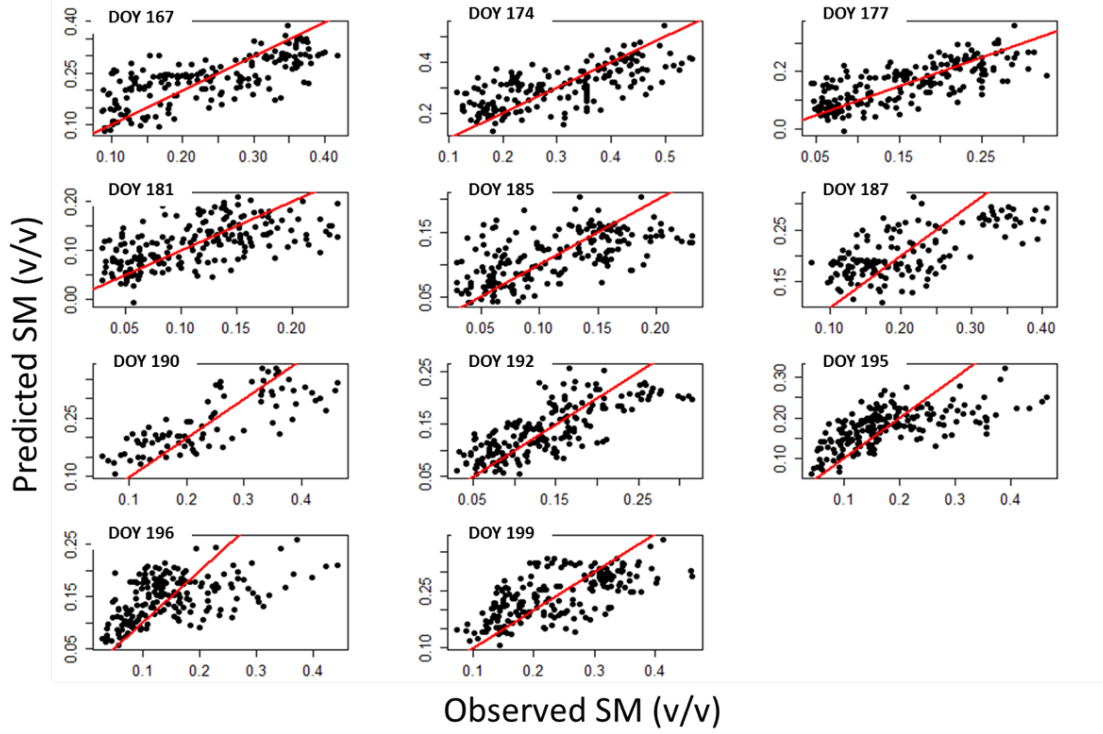 DOY 167
DOY 174
DOY 177
0.40
0.25
0.10
0.10 0.20 0.30 0.40
0.4
0.2
0.1 0.2 0.3 0.4 0.5
0.2
0.0
0.05 0.15 0.25
DOY 181
DOY 185
DOY 187
0.20
0.10
0.00
0.05 0.10 0.15 0.20
0.15
0.05
0.05 0.10 0.15 0.20
0.25
0.15
0.10 0.20 0.30 0.40
DOY 190
DOY 192
DOY 195
0.25
0.10
0.1 0.2 0.3 0.4
0.25
0.15
0.05
0.05 0.15 0.25
0.30
0.20
0.10
0.1 0.2 0.3 0.4
DOY 196
DOY 199
0.25
0.15
0.05
0.1 0.2 0.3 0.4
0.25
0.10
0.1 0.2 0.3 0.4
Predicted SM (v/v)
Observed SM (v/v)